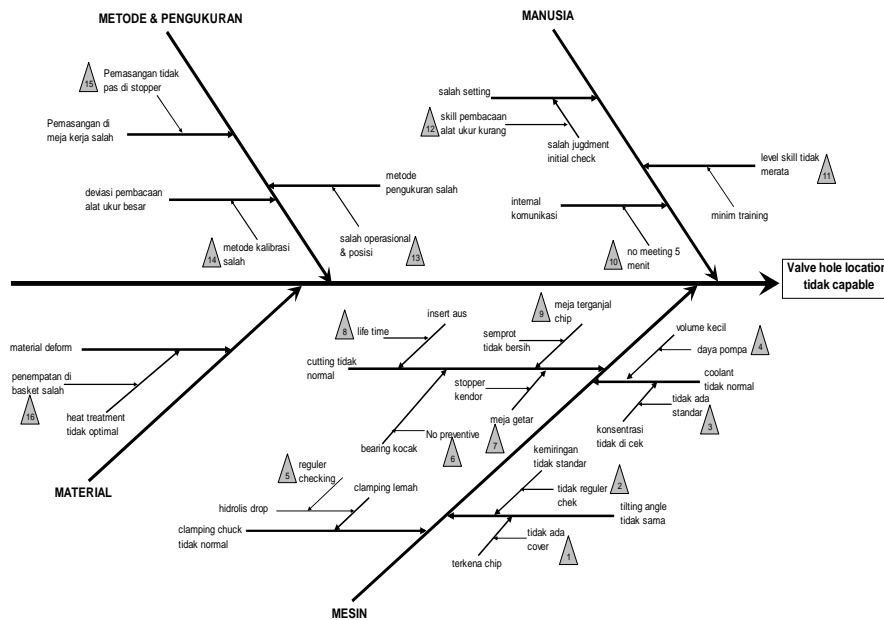 METODE & PENGUKURAN
MANUSIA
15
Pemasangan tidak
pas di stopper
Pemasangan di
meja kerja salah
deviasi pembacaan
alat ukur besar
metode
pengukuran salah
14
metode kalibrasi
salah
salah operasional
& posisi
13
salah setting
12
skill pembacaan
alat ukur kurang
salah jugdment
initial check
level skill tidak
merata
11
minim training
internal
komunikasi
10
no meeting 5
menit
Valve hole location
tidak capable
material deform
penempatan di
basket salah
16
heat treatment
tidak optimal
MATERIAL
insert aus
8
life time
cutting tidak
normal
9
meja terganjal
chip
semprot
tidak bersih
stopper
kendor
meja getar
7
No preventive
6
bearing kocak
volume kecil
daya pompa
4
coolant
tidak normal
tidak ada
standar
3
konsentrasi
tidak di cek
5
reguler
checking
clamping lemah
hidrolis drop
clamping chuck
tidak normal
kemiringan
tidak standar
tidak reguler
chek
2
tilting angle
tidak sama
tidak ada
cover
1
terkena chip
MESIN